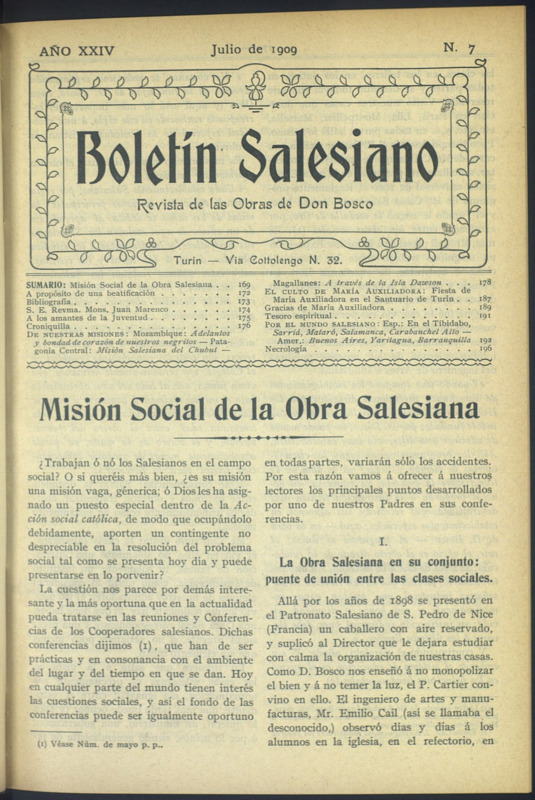 AÑO XXIV
Julio de 1909
N. 7
Boletín Salesiano
Revista de las Obras de Don Bosco
Turin — Via Cottolengo N. 32.
SUMARIO: Misión Social de la Obra Salesiana . . 169
A propósito de una beatificación . . . . . . . 172
Bibliografía . . . . . . . . . . . . . . . . 173
S. E. Revma. Mons. Juan Marenco . . . . . . . 174
A los amantes de la Juventud . . . . . . . . . 175
Croniquilla . . . . . . . . . . . . . . . . 176
DE NUESTRAS MISIONES: Mozambique: Adelantos
y bondad de corazón de nuestros negritos — Pata-
gonia Central: Misión Salesiana del Chubut —
Magallanes: A través de la Isla Dawson . . . 178
EL CULTO DE MARÍA AUXILIADORA: Fiesta de
María Auxiliadora en el Santuario de Turín . . 187
Gracias de María Auxiliadora . . . . . . . . 189
Tesoro espiritual . . . . . . . . . . . . . 191
POR EL MUNDO SALESIANO: Esp.: En el Tibidabo,
Sarriá, Mataró, Salamanca, Carabanchel Alto —
Amer.: Buenos Aires, Yaritagua, Barranquilla 192
Necrología . . . . . . . . . . . . . . . . 196
Misión Social de la Obra Salesiana
¿Trabajan ó nó los Salesianos en el campo
social? O si queréis más bien, ¿es su misión
una misión vaga, génerica; ó Dios les ha asig-
nado un puesto especial dentro de la Ac-
ción social católica, de modo que ocupándolo
debidamente, aporten un contingente no
despreciable en la resolución del problema
social tal como se presenta hoy dia y puede
presentarse en lo porvenir?
La cuestión nos parece por demás intere-
sante y la más oportuna que en la actualidad
pueda tratarse en las reuniones y Conferen-
cias de los Cooperadores salesianos. Dichas
conferencias dijimos (1), que han de ser
prácticas y en consonancia con el ambiente
del lugar y del tiempo en que se dan. Hoy
en cualquier parte del mundo tienen interés
las cuestiones sociales, y así el fondo de las
conferencias puede ser igualmente oportuno
(1) Véase Núm. de mayo p. p..
en todas partes, variarán sólo los accidentes.
Por esta razón vamos á ofrecer á nuestros
lectores los principales puntos desarrollados
por uno de nuestros Padres en sus confe-
rencias.
I.
La Obra Salesiana en su conjunto:
puente de unión entre las clases sociales.
Allá por los años de 1898 se presentó en
el Patronato Salesiano de S. Pedro de Nice
(Francia) un caballero con aire reservado,
y suplicó al Director que le dejara estudiar
con calma la organización de nuestras casas.
Como D. Bosco nos enseñó á no monopolizar
el bien y á no temer la luz, el P. Cartier con-
vino en ello. El ingeniero de artes y manu-
facturas, Mr. Emilio Cail (así se llamaba el
desconocido,) observó días y días á los
alumnos en la iglesia, en el refectorio, en